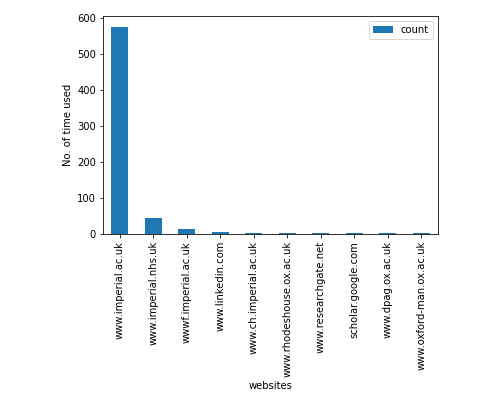 600
500
400
300
200
100
0
No. of time used
count
www.imperial.ac.uk
www.imperial.nhs.uk
wwwf.imperial.ac.uk
www.linkedin.com
www.ch.imperial.ac.uk
www.rhodeshouse.ox.ac.uk
www.researchgate.net
scholar.google.com
www.dpag.ox.ac.uk
www.oxford-man.ox.ac.uk
websites